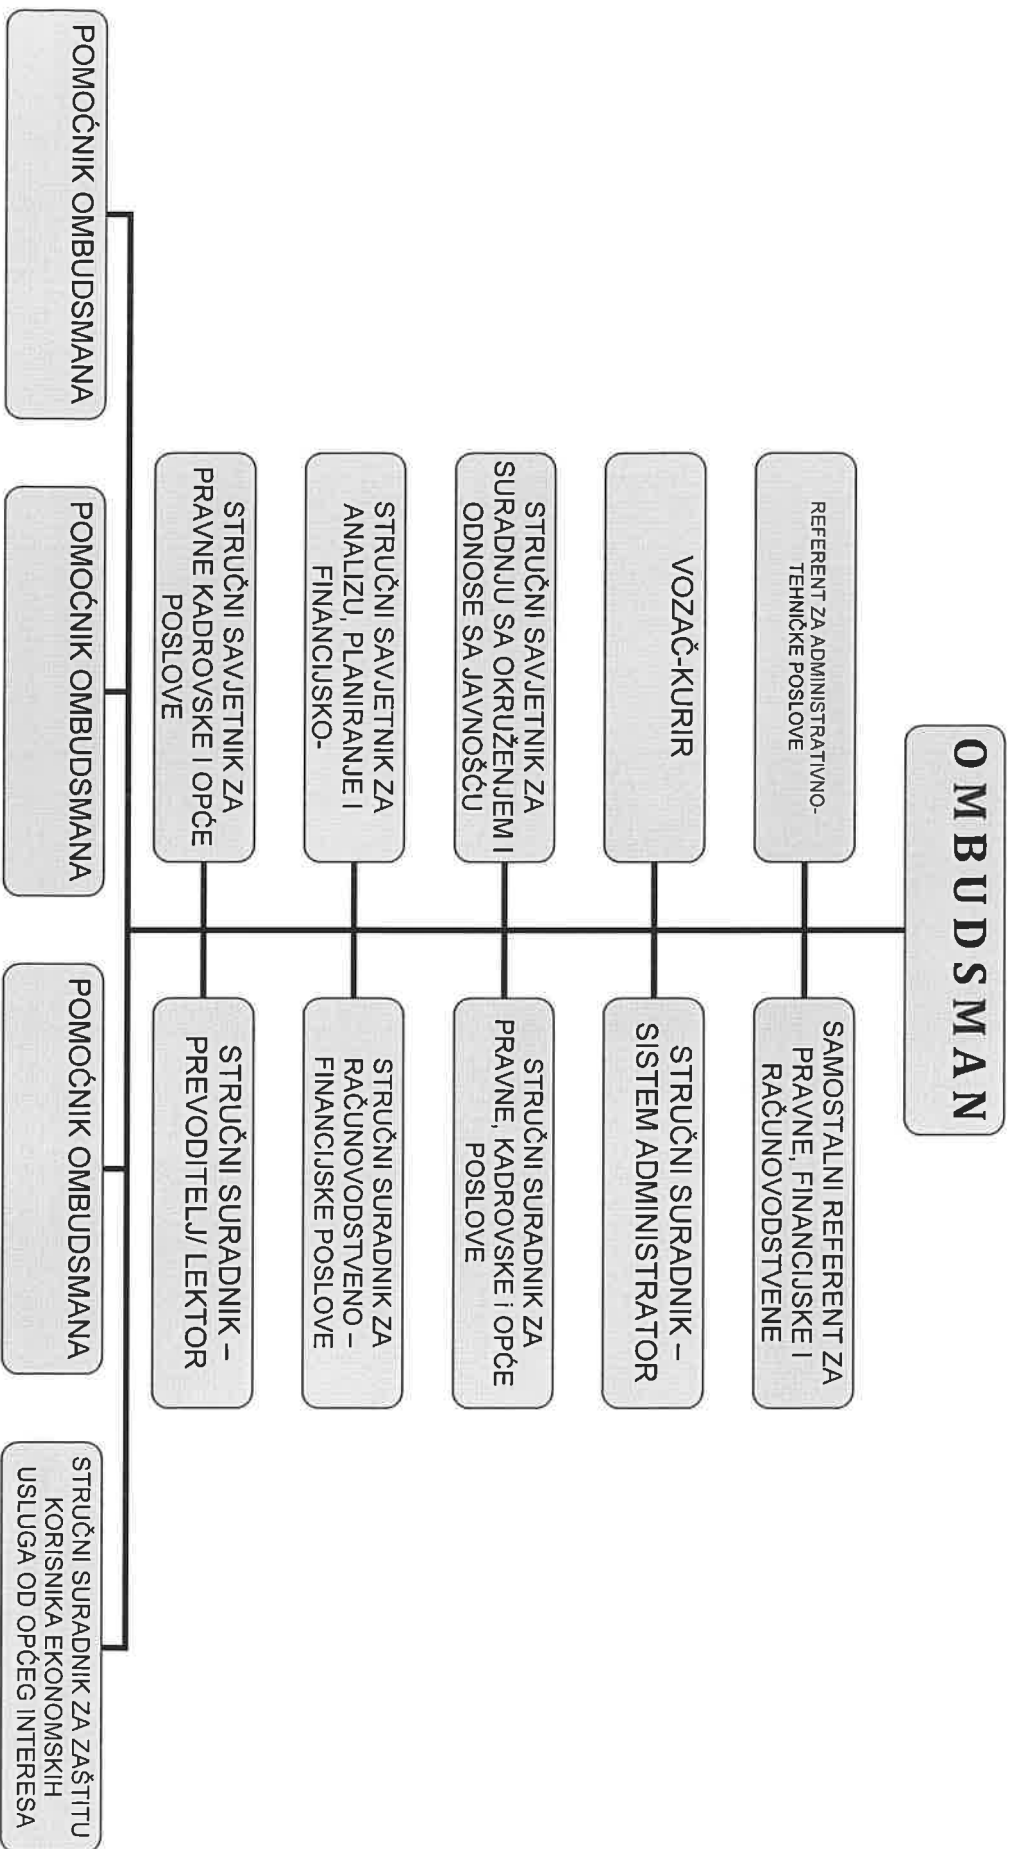 O M B U D S M A N
REFERENT ZA ADMINISTRATIVNO-
TEHNIČKE POSLOVE
SAMOSTALNI REFERENT ZA
PRAVNE, FINANCIJSKE I
RAČUNOVODSTVENE
VOZAČ-KURIR
STRUČNI SURADNIK –
SISTEM ADMINISTRATOR
STRUČNI SAVJETNIK ZA
SURADNJU SA OKRUŽENJEM I
ODNOSE SA JAVNOŠĆU
STRUČNI SURADNIK ZA
PRAVNE, KADROVSKE i OPĆE
POSLOVE
STRUČNI SAVJETNIK ZA
ANALIZU, PLANIRANJE I
FINANCIJSKO-
STRUČNI SURADNIK ZA
RAČUNOVODSTVENO –
FINANCIJSKE POSLOVE
STRUČNI SAVJETNIK ZA
PRAVNE KADROVSKE I OPĆE
POSLOVE
STRUČNI SURADNIK –
PREVODITELJ/ LEKTOR
POMOĆNIK OMBUDSMANA
POMOĆNIK OMBUDSMANA
POMOĆNIK OMBUDSMANA
STRUČNI SURADNIK ZA ZAŠTITU
KORISNIKA EKONOMSKIH
USLUGA OD OPĆEG INTERESA